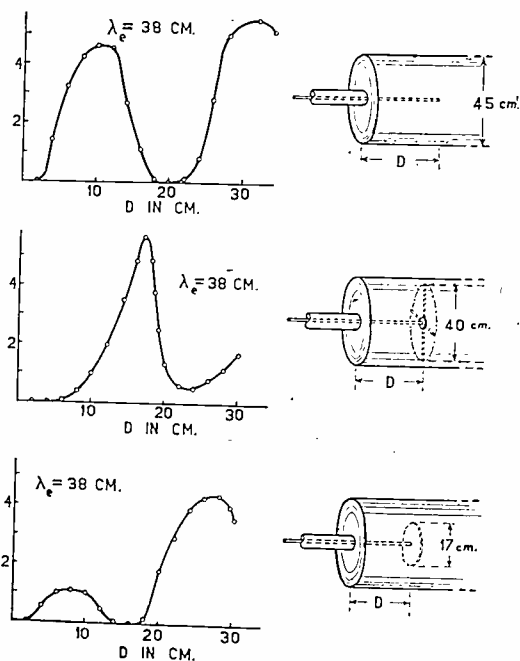 λe = 38 CM.
4
2
10
20
30
D IN CM.
45 cm.
D
λe = 38 CM.
4
2
10
20
30
D IN CM.
40 cm.
D
λe = 38 CM.
4
2
10
20
30
D IN CM.
17 cm.
D